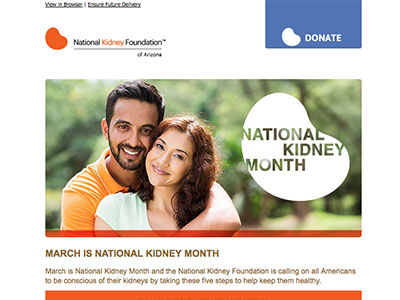 View in Browser | Ensure Future Delivery
National Kidney Foundation™
of Arizona
DONATE
NATIONAL
KIDNEY
MONTH
MARCH IS NATIONAL KIDNEY MONTH
March is National Kidney Month and the National Kidney Foundation is calling on all Americans
to be conscious of their kidneys by taking these five steps to help keep them healthy.